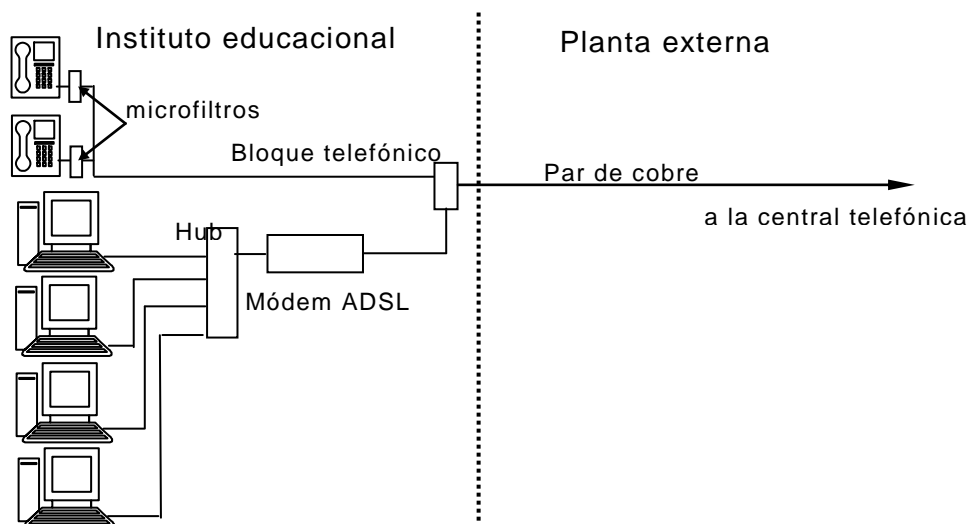 Instituto educacional
Planta externa
microfiltros
Bloque telefónico
Par de cobre
a la central telefónica
Hub
Módem ADSL